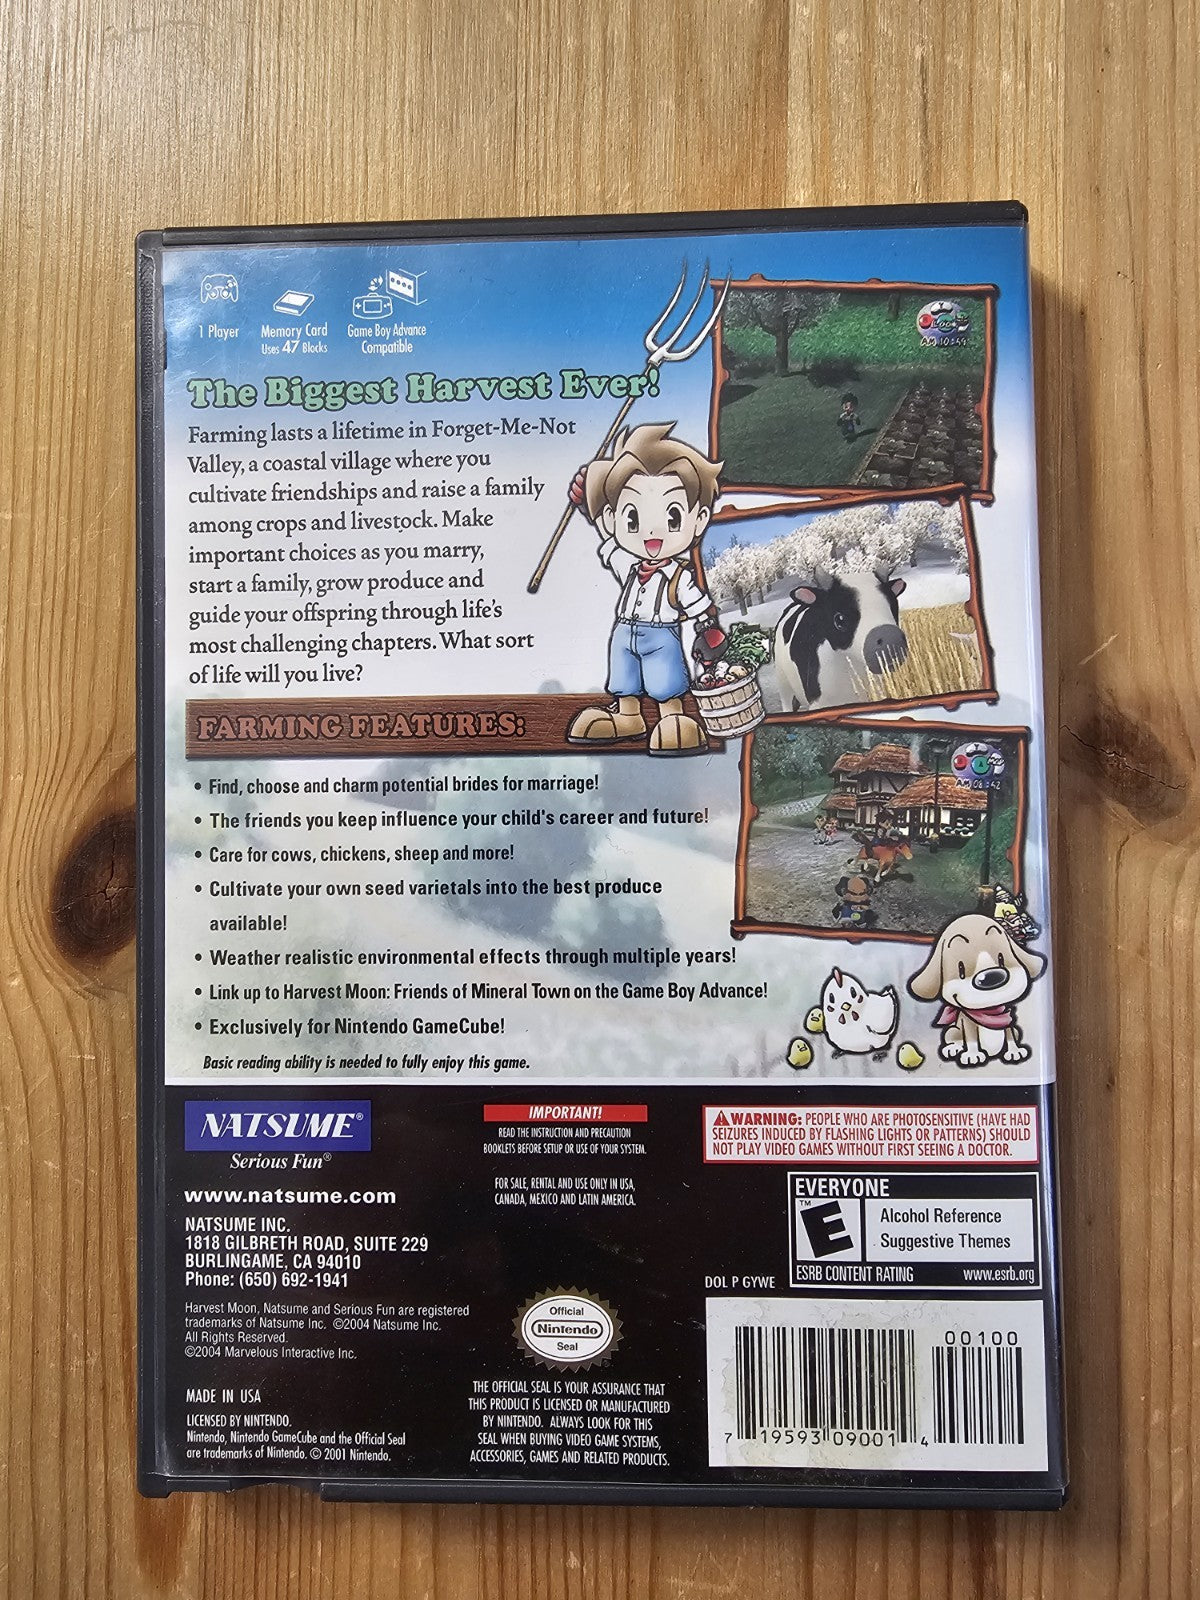 1 Player
Memory Card
Uses 47 Blocks
Game Boy Advance
Compatible
The Biggest Harvest Ever!
Farming lasts a lifetime in Forget-Me-Not
Valley, a coastal village where you
cultivate friendships and raise a family
among crops and livestock. Make
important choices as you marry,
start a family, grow produce and
guide your offspring through life's
most challenging chapters. What sort
of life will you live?
AM 10:49
AM 08:42
FARMING FEATURES:
• Find, choose and charm potential brides for marriage!
• The friends you keep influence your child's career and future!
• Care for cows, chickens, sheep and more!
• Cultivate your own seed varietals into the best produce
available!
• Weather realistic environmental effects through multiple years!
• Link up to Harvest Moon: Friends of Mineral Town on the Game Boy Advance!
• Exclusively for Nintendo GameCube!
Basic reading ability is needed to fully enjoy this game.
NATSUME®
Serious Fun®
www.natsume.com
NATSUME INC.
1818 GILBRETH ROAD, SUITE 229
BURLINGAME, CA 94010
Phone: (650) 692-1941
Harvest Moon, Natsume and Serious Fun are registered
trademarks of Natsume Inc. ©2004 Natsume Inc.
All Rights Reserved.
©2004 Marvelous Interactive Inc.
MADE IN USA
LICENSED BY NINTENDO.
Nintendo, Nintendo GameCube and the Official Seal
are trademarks of Nintendo. © 2001 Nintendo.
IMPORTANT!
READ THE INSTRUCTION AND PRECAUTION
BOOKLETS BEFORE SETUP OR USE OF YOUR SYSTEM.
FOR SALE, RENTAL AND USE ONLY IN USA,
CANADA, MEXICO AND LATIN AMERICA.
Official
Nintendo
Seal
THE OFFICIAL SEAL IS YOUR ASSURANCE THAT
THIS PRODUCT IS LICENSED OR MANUFACTURED
BY NINTENDO. ALWAYS LOOK FOR THIS
SEAL WHEN BUYING VIDEO GAME SYSTEMS,
ACCESSORIES, GAMES AND RELATED PRODUCTS.
WARNING: PEOPLE WHO ARE PHOTOSENSITIVE (HAVE HAD
SEIZURES INDUCED BY FLASHING LIGHTS OR PATTERNS) SHOULD
NOT PLAY VIDEO GAMES WITHOUT FIRST SEEING A DOCTOR.
EVERYONE
E™
Alcohol Reference
Suggestive Themes
ESRB CONTENT RATING www.esrb.org
DOL P GYWE
00100
7 19593 09001 4